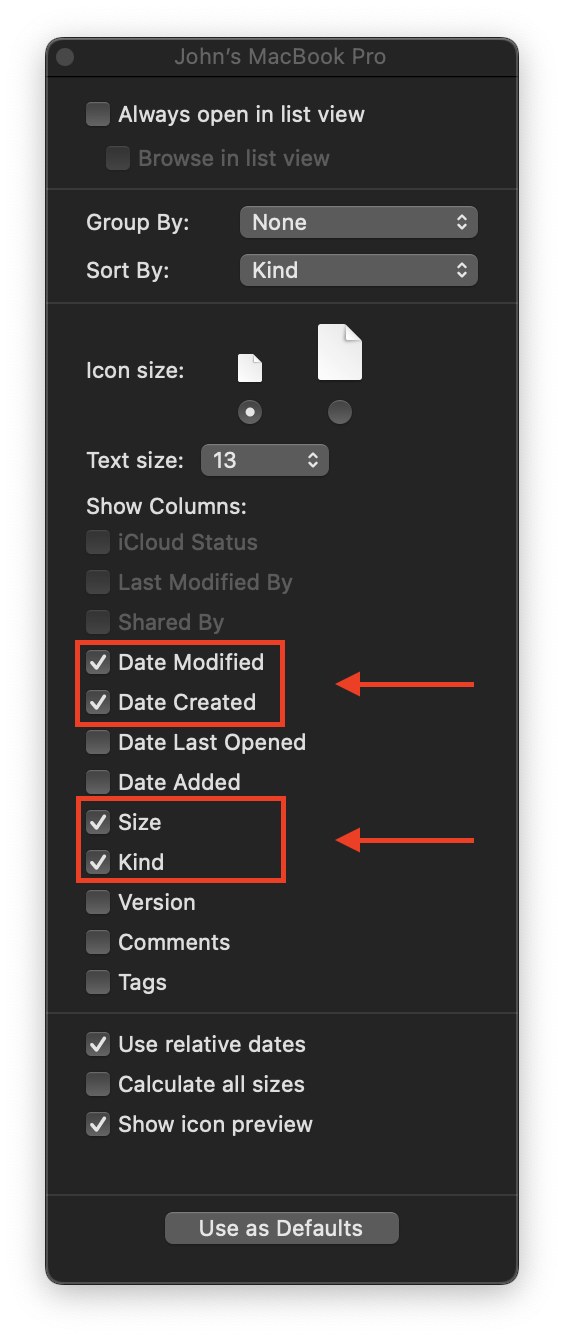 John's MacBook Pro
Always open in list view
Browse in list view
Group By: None
Sort By: Kind
Icon size:
Text size: 13
Show Columns:
iCloud Status
Last Modified By
Shared By
Date Modified
Date Created
Date Last Opened
Date Added
Size
Kind
Version
Comments
Tags
Use relative dates
Calculate all sizes
Show icon preview
Use as Defaults